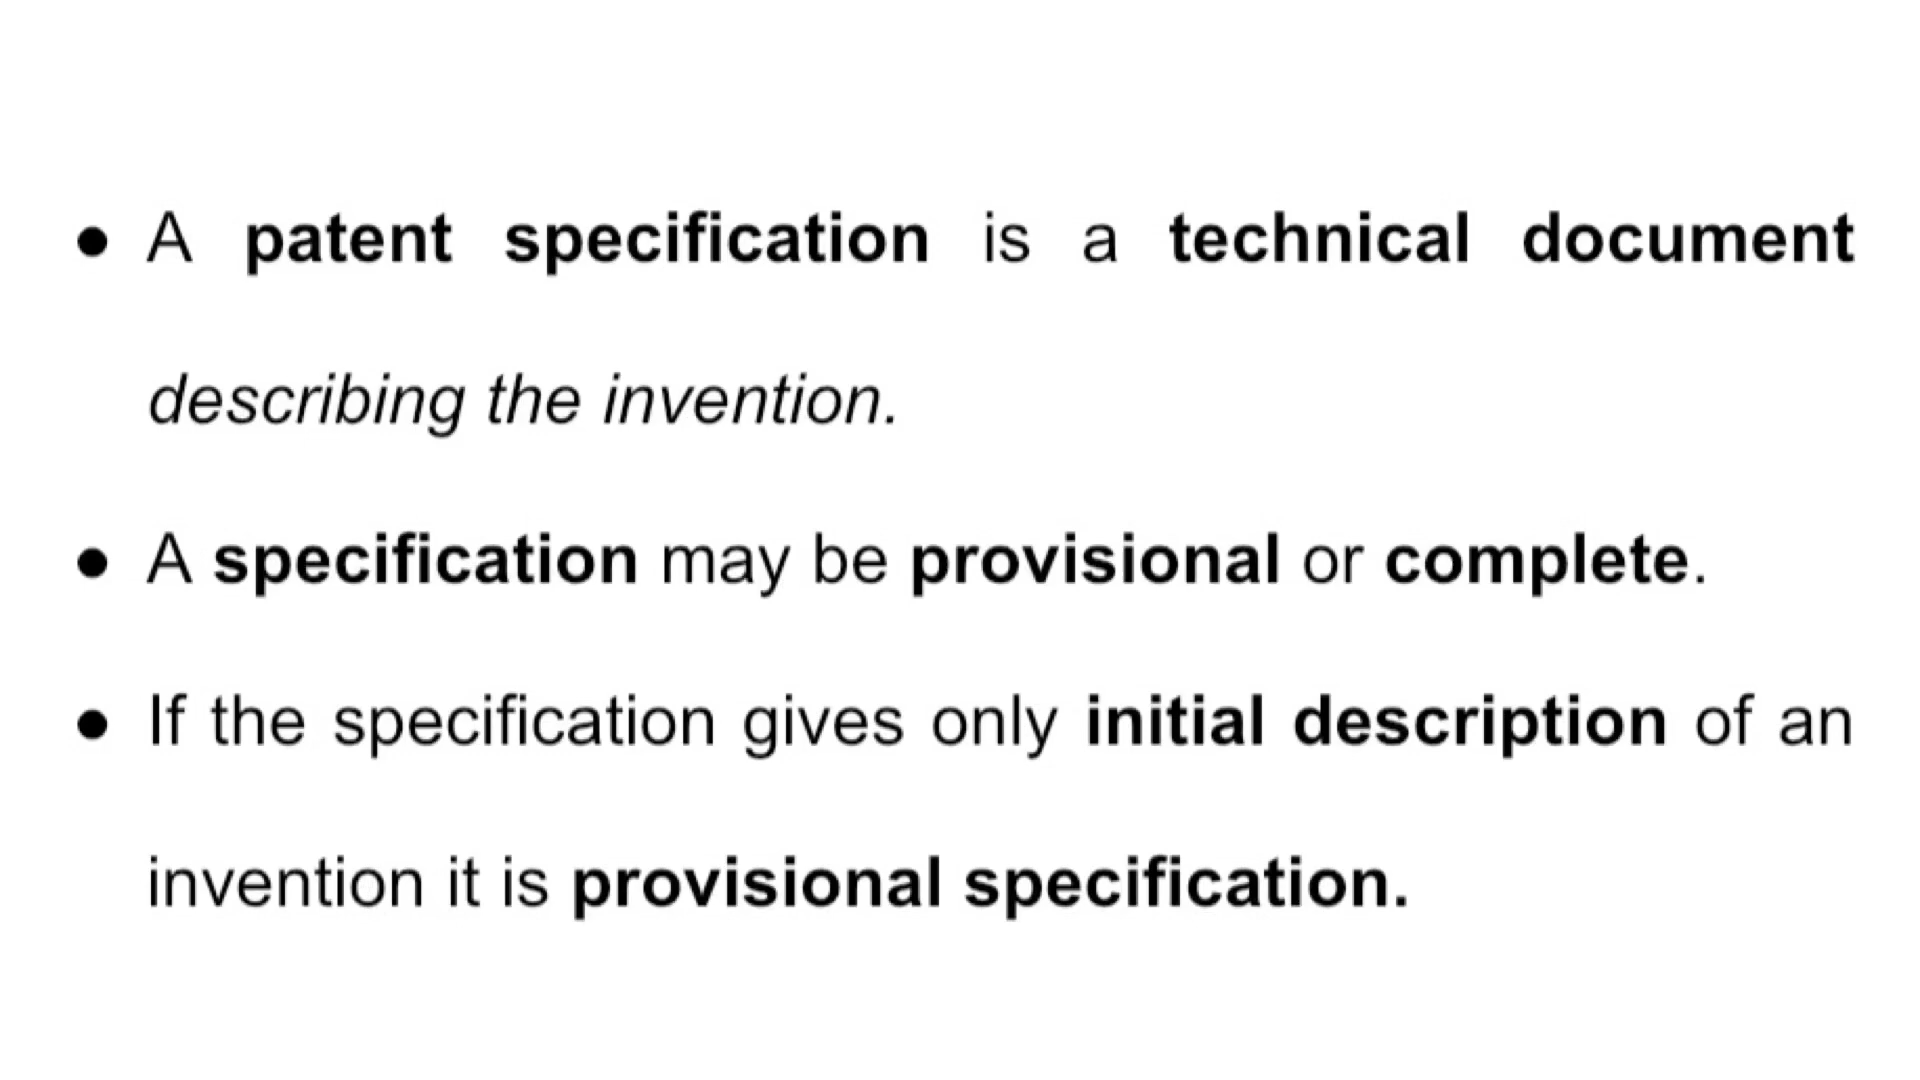 ● A patent specification is a technical document
describing the invention.
● A specification may be provisional or complete.
● If the specification gives only initial description of an
invention it is provisional specification.